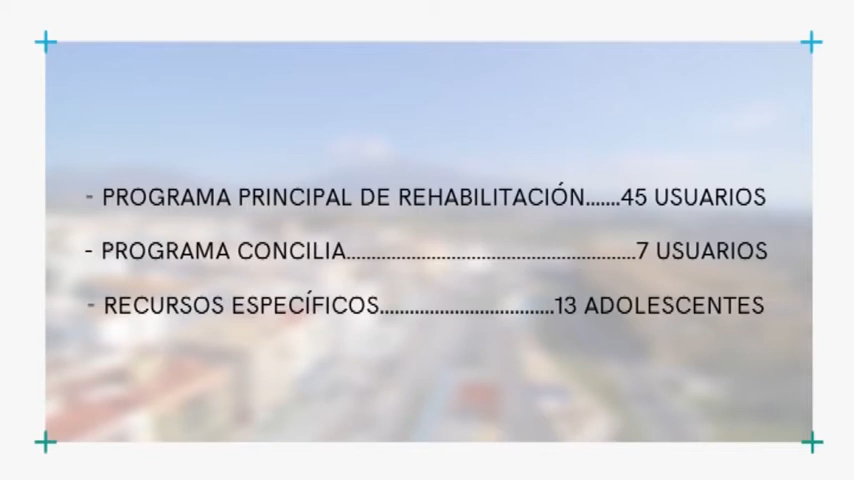 - PROGRAMA PRINCIPAL DE REHABILITACIÓN.......45 USUARIOS
- PROGRAMA CONCILIA..........................................................7 USUARIOS
- RECURSOS ESPECÍFICOS...................................13 ADOLESCENTES